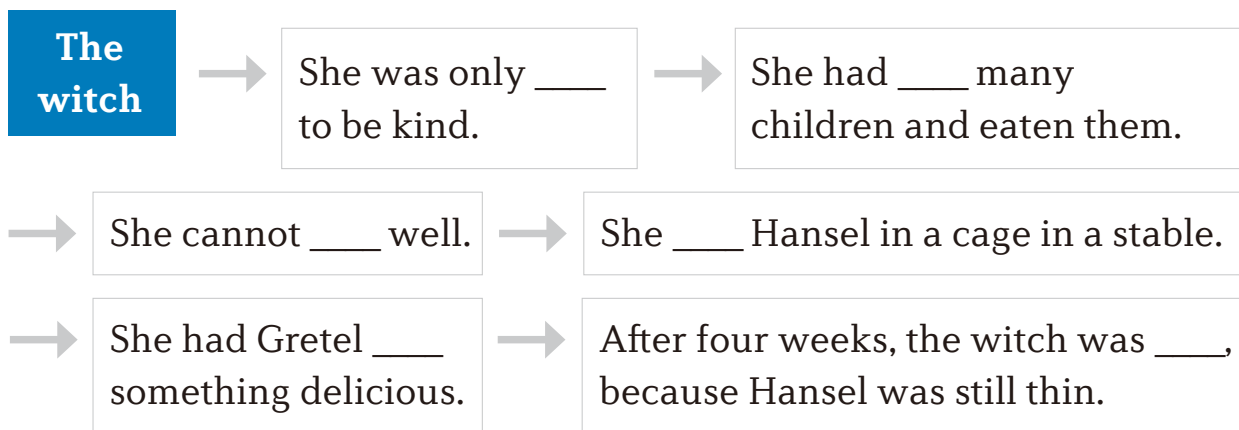 The
witch
She was only ____
to be kind.
She had ____ many
children and eaten them.
She cannot ____ well.
She ____ Hansel in a cage in a stable.
She had Gretel ____
something delicious.
After four weeks, the witch was ____,
because Hansel was still thin.